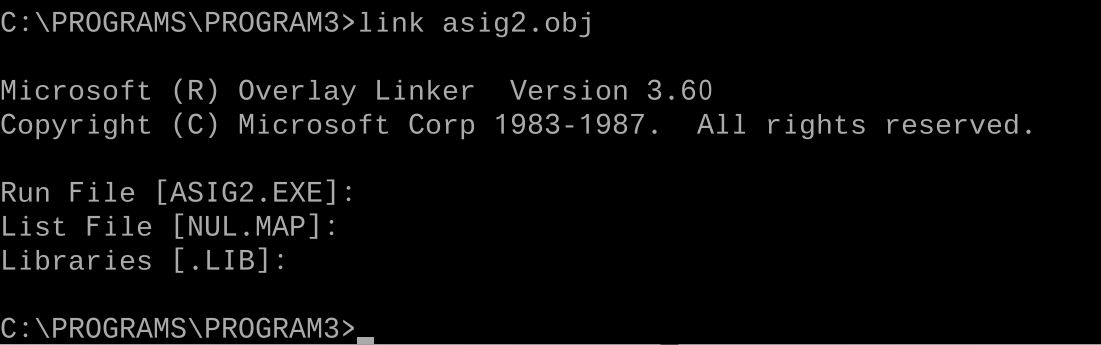 C:\PROGRAMS\PROGRAM3>link asig2.obj
Microsoft (R) Overlay Linker  Version 3.60
Copyright (C) Microsoft Corp 1983-1987.  All rights reserved.
Run File [ASIG2.EXE]:
List File [NUL.MAP]:
Libraries [.LIB]:
C:\PROGRAMS\PROGRAM3>